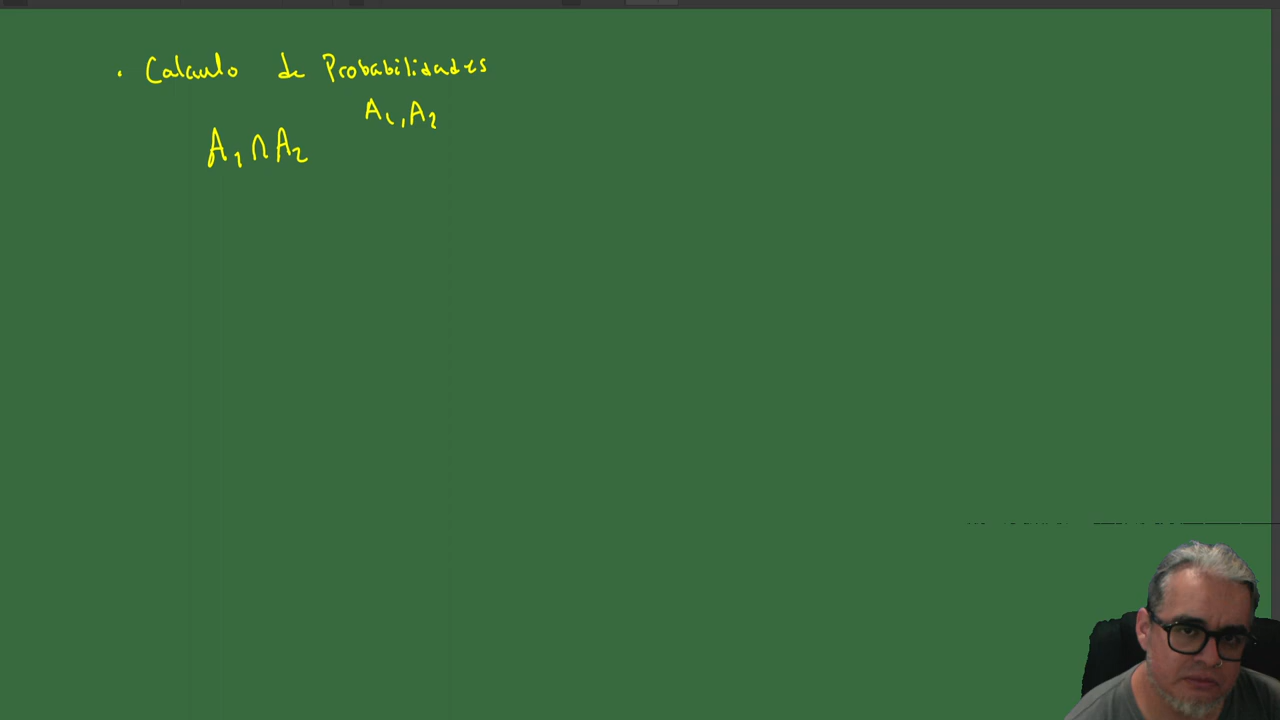 · Calculo de Probabilidades
A₁, A₂
A₁ ∩ A₂